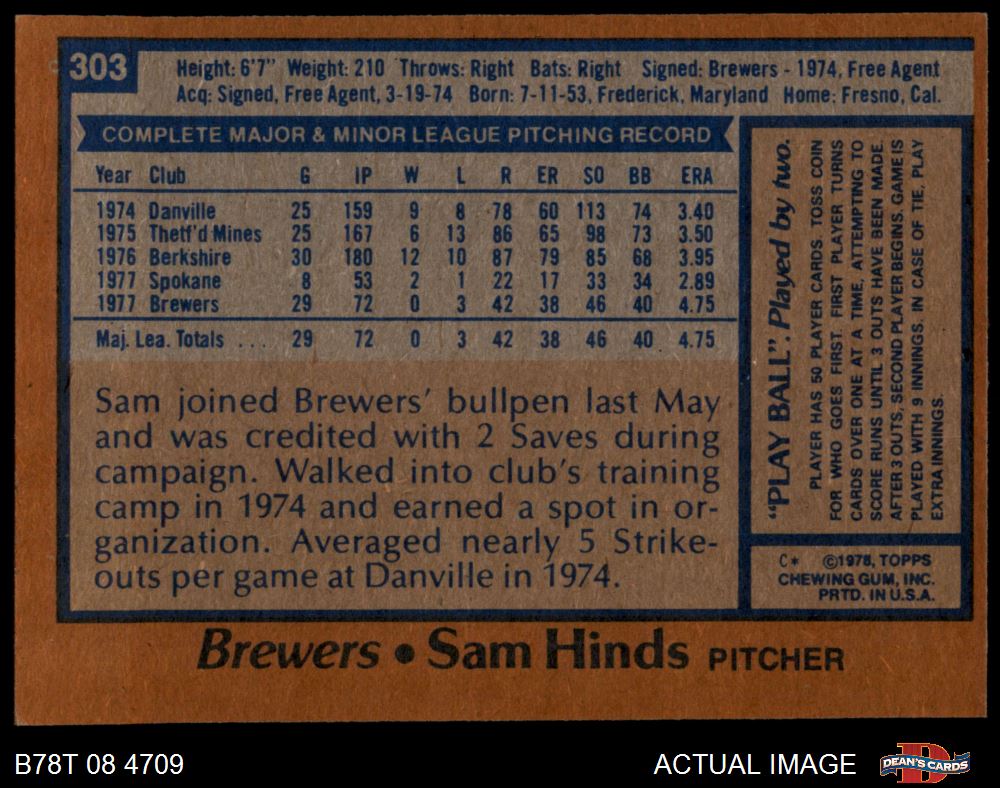 303
Height: 6'7" Weight: 210 Throws: Right Bats: Right Signed: Brewers - 1974, Free Agent
Acq: Signed, Free Agent, 3-19-74 Born: 7-11-53, Frederick, Maryland Home: Fresno, Cal.
COMPLETE MAJOR & MINOR LEAGUE PITCHING RECORD
Year Club G IP W L R ER SO BB ERA
1974 Danville 25 159 9 8 78 60 113 74 3.40
1975 Thetf'd Mines 25 167 6 13 86 65 98 73 3.50
1976 Berkshire 30 180 12 10 87 79 85 68 3.95
1977 Spokane 8 53 2 1 22 17 33 34 2.89
1977 Brewers 29 72 0 3 42 38 46 40 4.75
Maj. Lea. Totals ... 29 72 0 3 42 38 46 40 4.75
Sam joined Brewers' bullpen last May
and was credited with 2 Saves during
campaign. Walked into club's training
camp in 1974 and earned a spot in or-
ganization. Averaged nearly 5 Strike-
outs per game at Danville in 1974.
"PLAY BALL". Played by two.
PLAYER HAS 50 PLAYER CARDS. TOSS COIN
FOR WHO GOES FIRST. FIRST PLAYER TURNS
CARDS OVER ONE AT A TIME, ATTEMPTING TO
SCORE RUNS UNTIL 3 OUTS HAVE BEEN MADE.
AFTER 3 OUTS, SECOND PLAYER BEGINS. GAME IS
PLAYED WITH 9 INNINGS. IN CASE OF TIE, PLAY
EXTRA INNINGS.
C* ©1978, TOPPS
CHEWING GUM, INC.
PRTD. IN U.S.A.
Brewers • Sam Hinds PITCHER
B78T 08 4709
ACTUAL IMAGE
D
DEAN'S CARDS